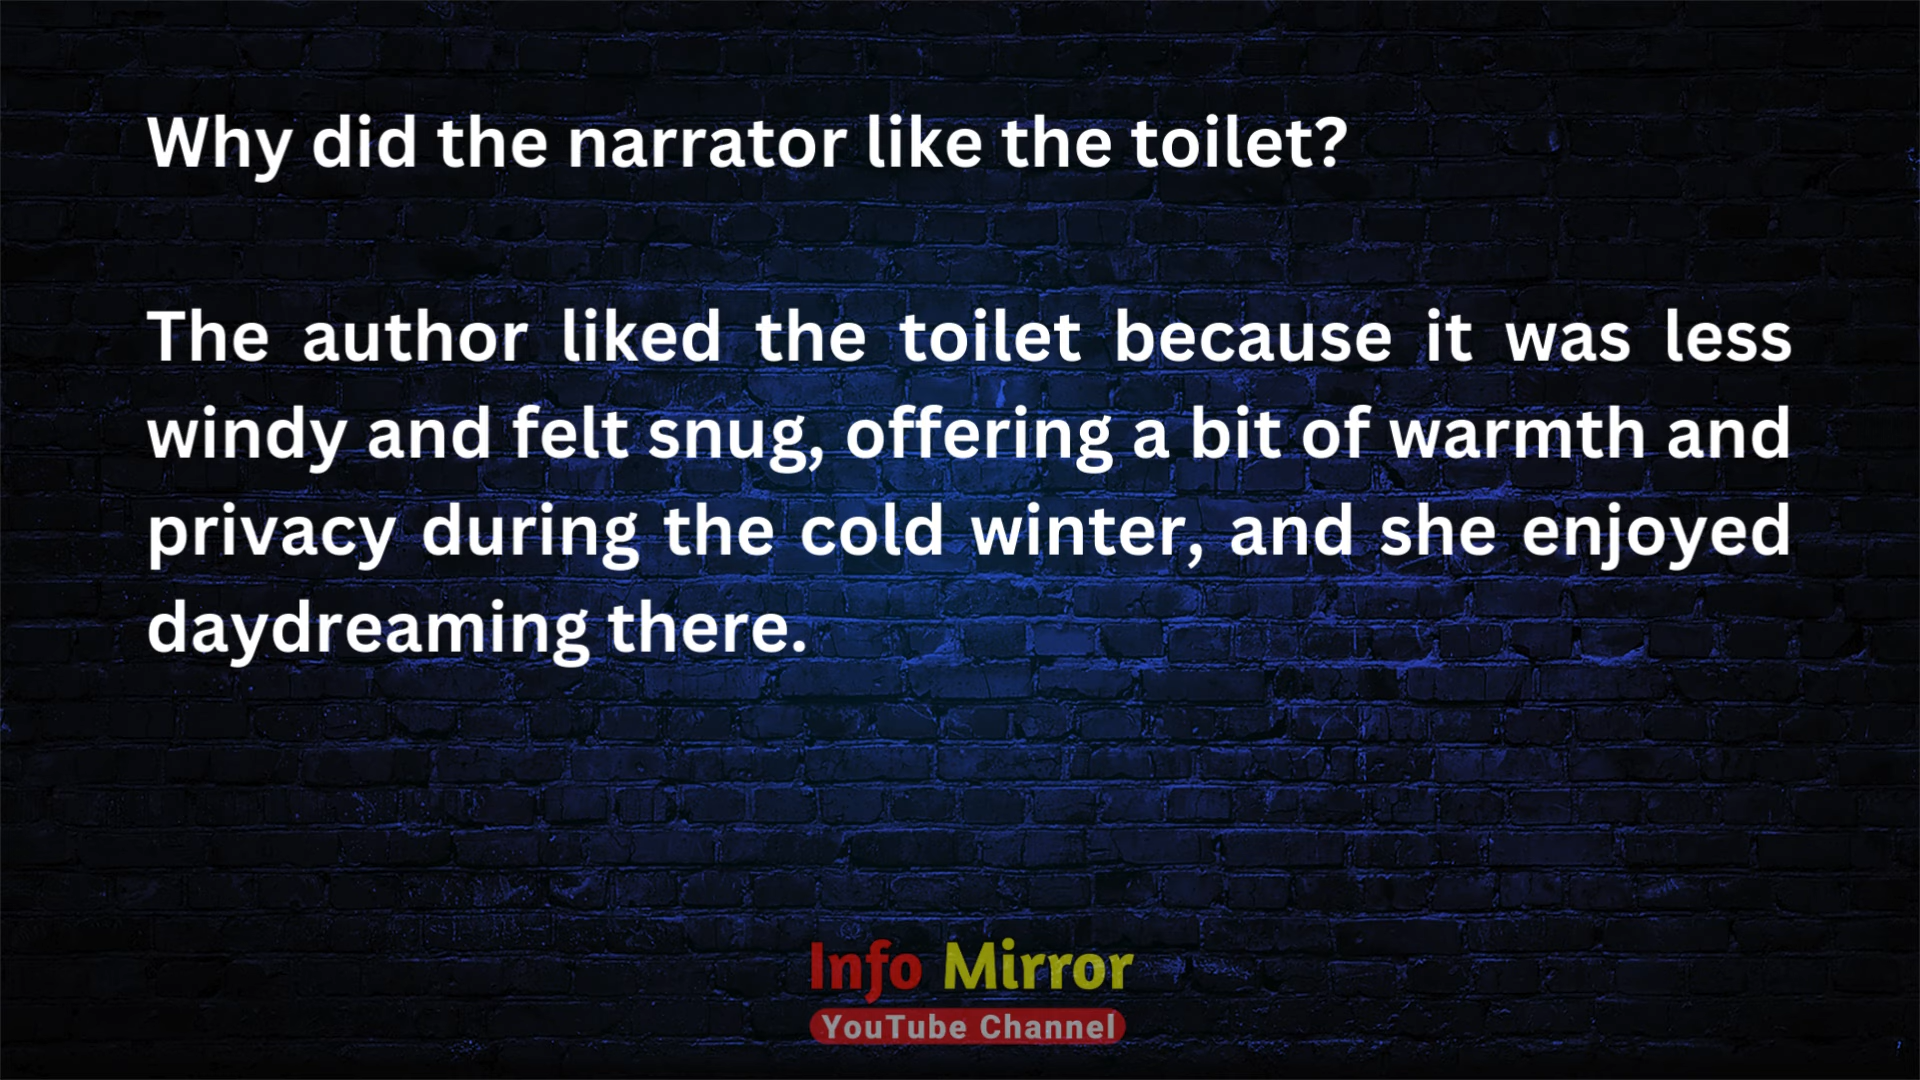 Why did the narrator like the toilet?
The author liked the toilet because it was less
windy and felt snug, offering a bit of warmth and
privacy during the cold winter, and she enjoyed
daydreaming there.
Info Mirror
YouTube Channel